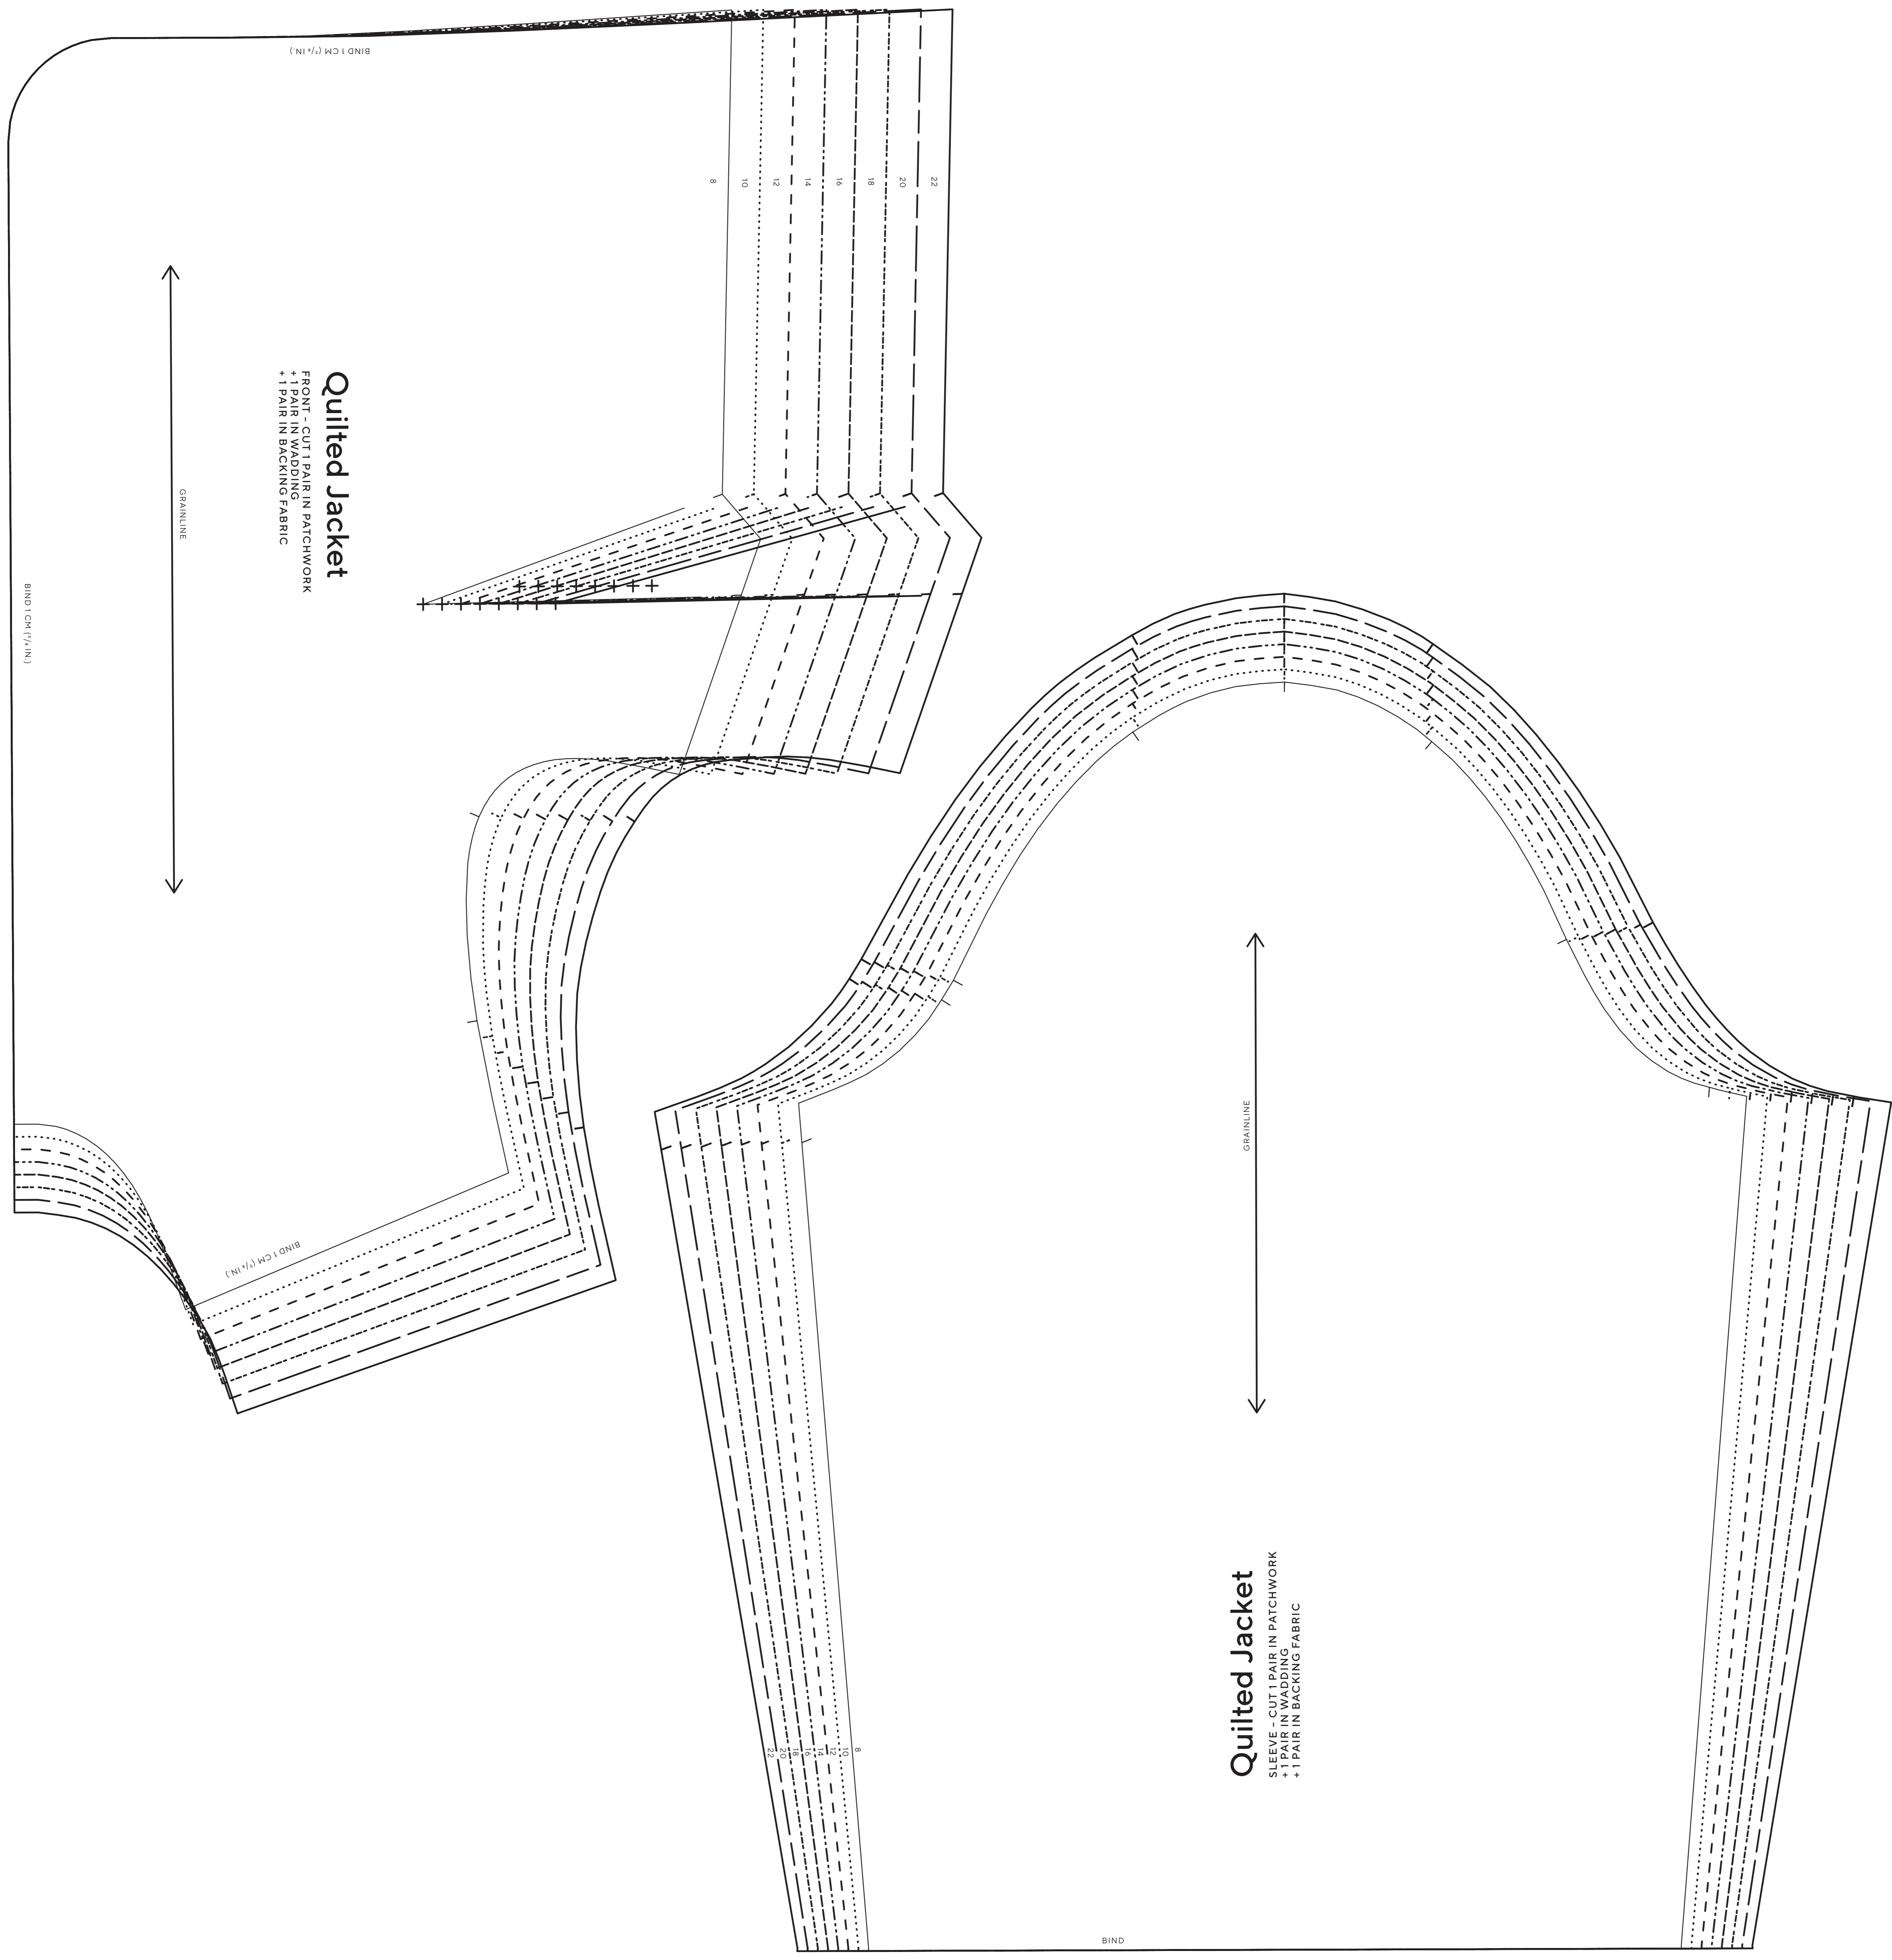 BIND 1 CM (³/₈ IN.)
8
10
12
14
16
18
20
22
Quilted Jacket
FRONT – CUT 1 PAIR IN PATCHWORK
+ 1 PAIR IN WADDING
+ 1 PAIR IN BACKING FABRIC
GRAINLINE
BIND 1 CM (³/₈ IN.)
BIND 1 CM (³/₈ IN.)
GRAINLINE
Quilted Jacket
SLEEVE – CUT 1 PAIR IN PATCHWORK
+ 1 PAIR IN WADDING
+ 1 PAIR IN BACKING FABRIC
22
20
18
16
14
12
10
8
BIND